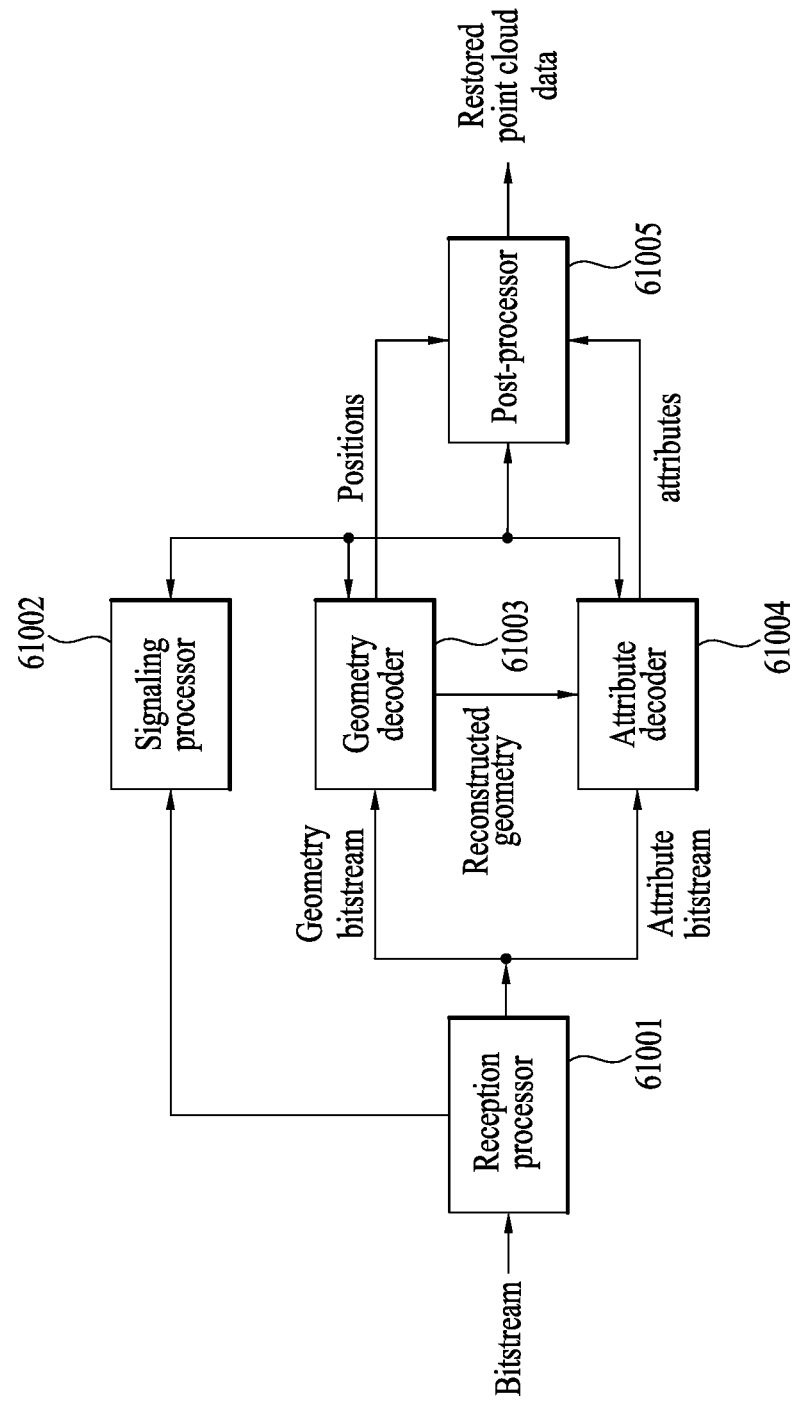 Bitstream
Reception
processor
61001
Signaling
processor
61002
Geometry
bitstream
Geometry
decoder
61003
Reconstructed
geometry
Attribute
bitstream
Attribute
decoder
61004
Positions
attributes
Post-processor
61005
Restored
point cloud
data